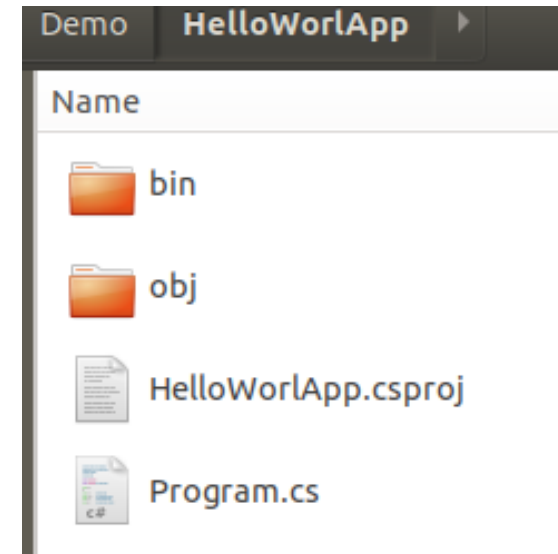 Demo HelloWorlApp
Name
bin
obj
HelloWorlApp.csproj
Program.cs
c#